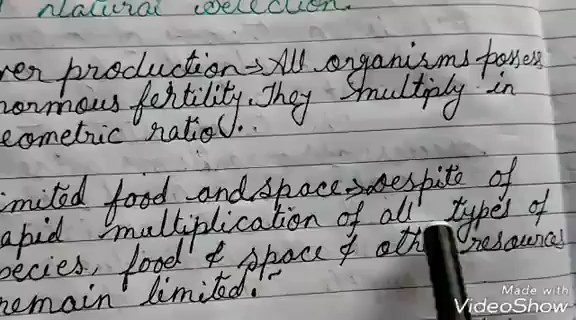 natural selection.
ver production→All organisms posses
normous fertility. They multiply in
eometric ratio..
imited food and space→Despite of
apid multiplication of all types of
pecies, food & space & oth resources
remain limited.
Made with
VideoShow